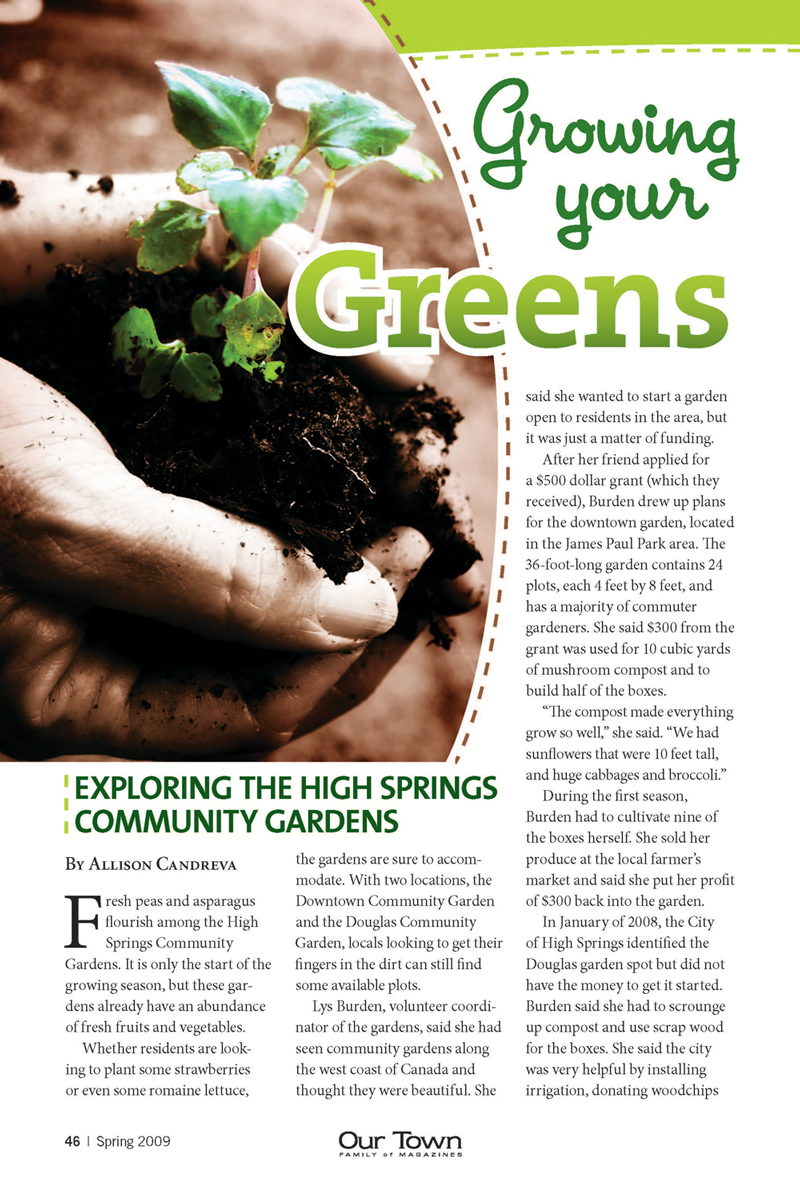 Growing
your
Greens
EXPLORING THE HIGH SPRINGS
COMMUNITY GARDENS
BY ALLISON CANDREVA
Fresh peas and asparagus
flourish among the High
Springs Community
Gardens. It is only the start of the
growing season, but these gar-
dens already have an abundance
of fresh fruits and vegetables.
Whether residents are look-
ing to plant some strawberries
or even some romaine lettuce,
the gardens are sure to accom-
modate. With two locations, the
Downtown Community Garden
and the Douglas Community
Garden, locals looking to get their
fingers in the dirt can still find
some available plots.
Lys Burden, volunteer coordi-
nator of the gardens, said she had
seen community gardens along
the west coast of Canada and
thought they were beautiful. She
said she wanted to start a garden
open to residents in the area, but
it was just a matter of funding.
After her friend applied for
a $500 dollar grant (which they
received), Burden drew up plans
for the downtown garden, located
in the James Paul Park area. The
36-foot-long garden contains 24
plots, each 4 feet by 8 feet, and
has a majority of commuter
gardeners. She said $300 from the
grant was used for 10 cubic yards
of mushroom compost and to
build half of the boxes.
“The compost made everything
grow so well,” she said. “We had
sunflowers that were 10 feet tall,
and huge cabbages and broccoli.”
During the first season,
Burden had to cultivate nine of
the boxes herself. She sold her
produce at the local farmer’s
market and said she put her profit
of $300 back into the garden.
In January of 2008, the City
of High Springs identified the
Douglas garden spot but did not
have the money to get it started.
Burden said she had to scrounge
up compost and use scrap wood
for the boxes. She said the city
was very helpful by installing
irrigation, donating woodchips
46 | Spring 2009
Our Town
FAMILY of MAGAZINES